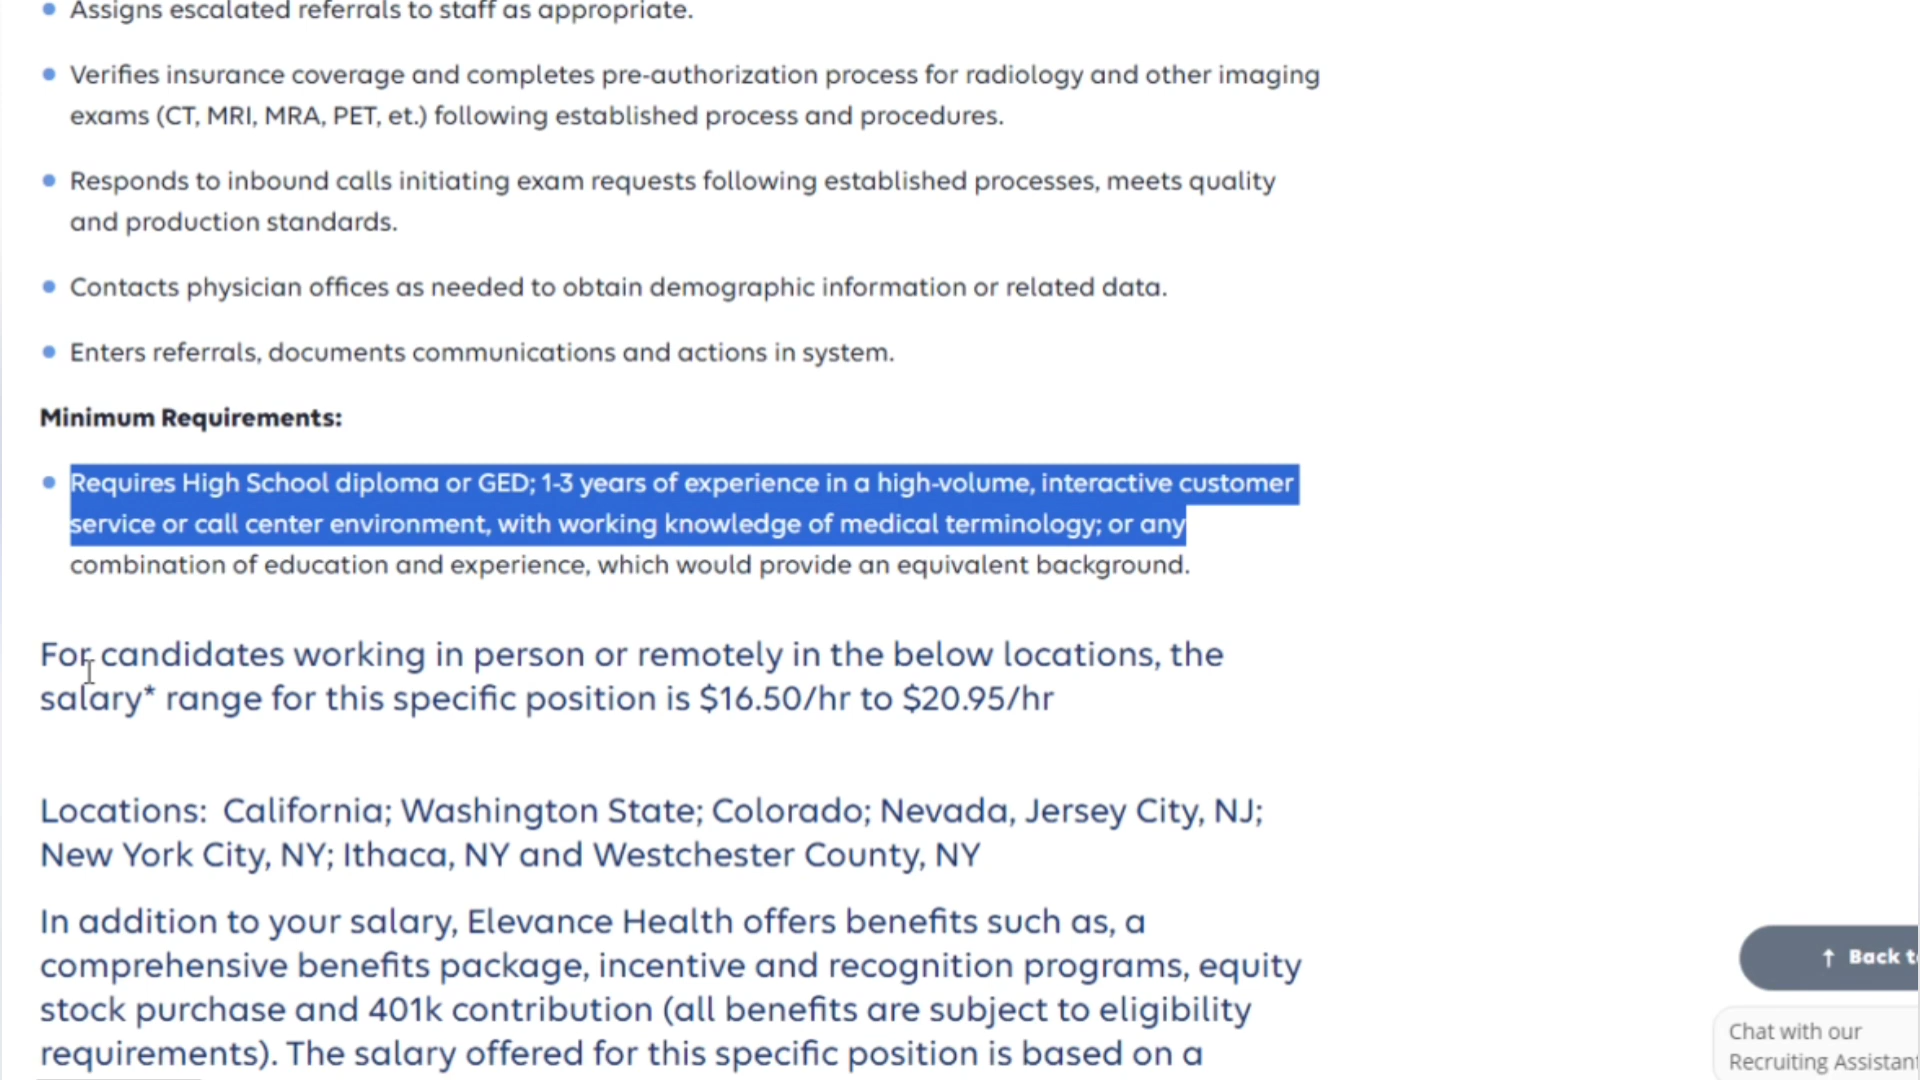 Assigns escalated referrals to staff as appropriate.
Verifies insurance coverage and completes pre-authorization process for radiology and other imaging
exams (CT, MRI, MRA, PET, et.) following established process and procedures.
Responds to inbound calls initiating exam requests following established processes, meets quality
and production standards.
Contacts physician offices as needed to obtain demographic information or related data.
Enters referrals, documents communications and actions in system.
Minimum Requirements:
Requires High School diploma or GED; 1-3 years of experience in a high-volume, interactive customer
service or call center environment, with working knowledge of medical terminology; or any
combination of education and experience, which would provide an equivalent background.
For candidates working in person or remotely in the below locations, the
salary* range for this specific position is $16.50/hr to $20.95/hr
Locations: California; Washington State; Colorado; Nevada, Jersey City, NJ;
New York City, NY; Ithaca, NY and Westchester County, NY
In addition to your salary, Elevance Health offers benefits such as, a
comprehensive benefits package, incentive and recognition programs, equity
stock purchase and 401k contribution (all benefits are subject to eligibility
requirements). The salary offered for this specific position is based on a
↑ Back t
Chat with our
Recruiting Assistan